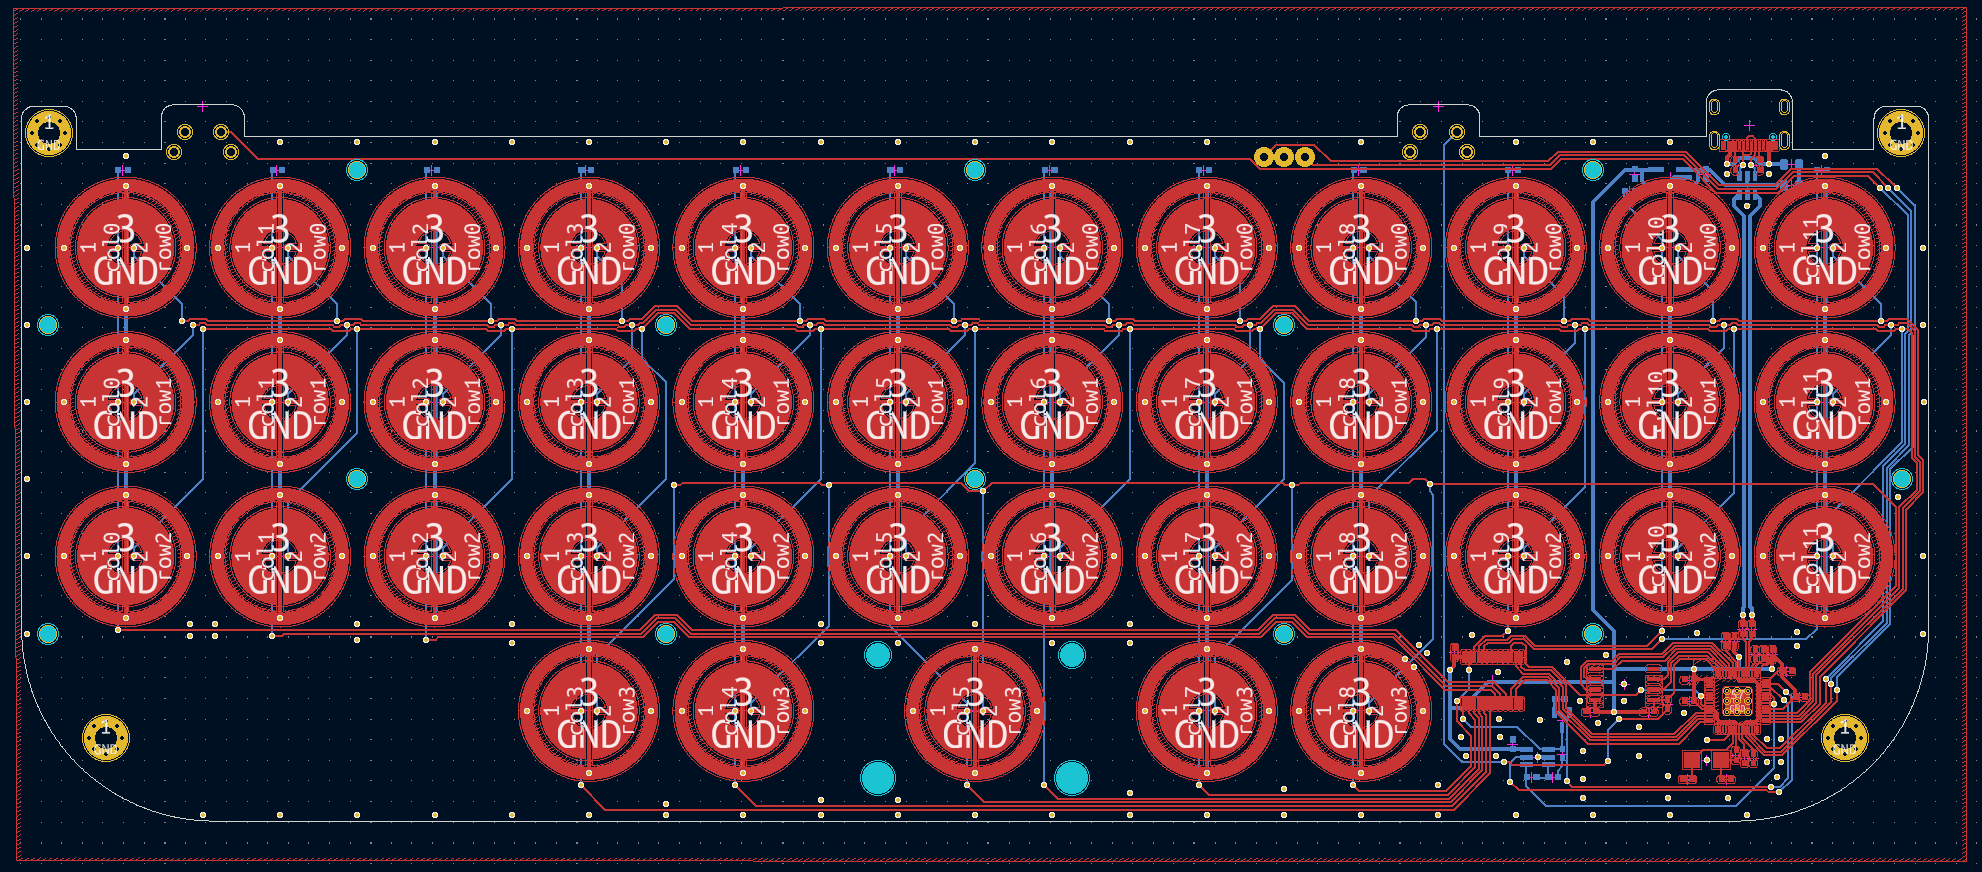 1
GND
1
GND
3 3 3 3 3 3 3 3 3 3 3 3
1 col0 2 row0 1 col1 2 row0 1 col2 2 row0 1 col3 2 row0 1 col4 2 row0 1 col5 2 row0 1 col6 2 row0 1 col7 2 row0 1 col8 2 row0 1 col9 2 row0 1 col10 2 row0 1 col11 2 row0
GND GND GND GND GND GND GND GND GND GND GND GND
3 3 3 3 3 3 3 3 3 3 3 3
1 col0 2 row1 1 col1 2 row1 1 col2 2 row1 1 col3 2 row1 1 col4 2 row1 1 col5 2 row1 1 col6 2 row1 1 col7 2 row1 1 col8 2 row1 1 col9 2 row1 1 col10 2 row1 1 col11 2 row1
GND GND GND GND GND GND GND GND GND GND GND GND
3 3 3 3 3 3 3 3 3 3 3 3
1 col0 2 row2 1 col1 2 row2 1 col2 2 row2 1 col3 2 row2 1 col4 2 row2 1 col5 2 row2 1 col6 2 row2 1 col7 2 row2 1 col8 2 row2 1 col9 2 row2 1 col10 2 row2 1 col11 2 row2
GND GND GND GND GND GND GND GND GND GND GND GND
3 3 3 3 3
1 col3 2 row3 1 col4 2 row3 1 col5 2 row3 1 col7 2 row3 1 col8 2 row3
GND GND GND GND GND
1
GND
1
GND